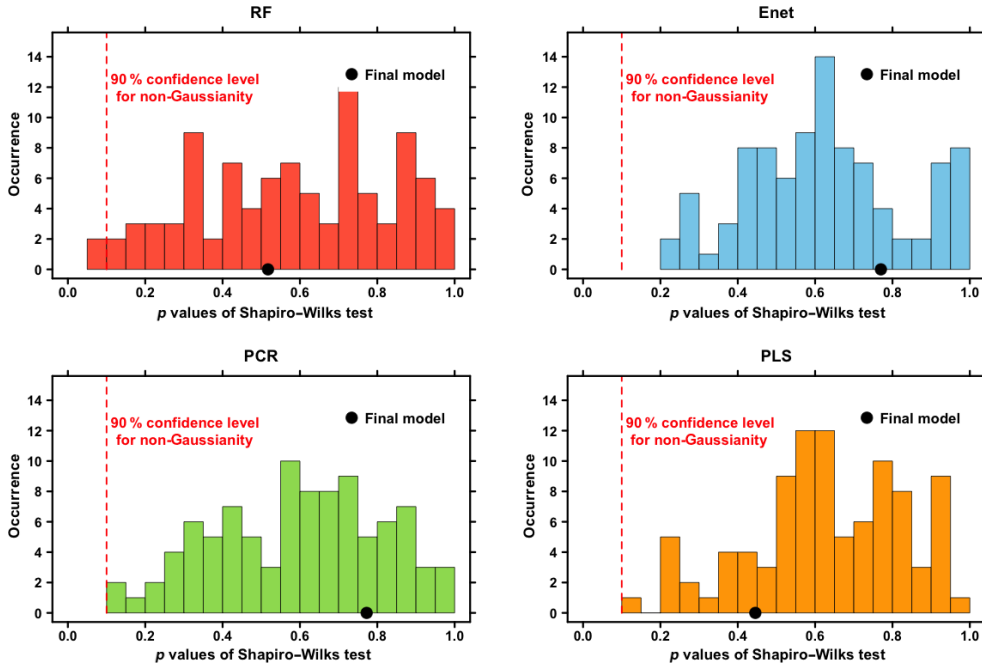 RF
14
12
10
8
6
4
2
0
Occurrence
90 % confidence level
for non-Gaussianity
Final model
0.0 0.2 0.4 0.6 0.8 1.0
p values of Shapiro–Wilks test
Enet
14
12
10
8
6
4
2
0
Occurrence
90 % confidence level
for non-Gaussianity
Final model
0.0 0.2 0.4 0.6 0.8 1.0
p values of Shapiro–Wilks test
PCR
14
12
10
8
6
4
2
0
Occurrence
90 % confidence level
for non-Gaussianity
Final model
0.0 0.2 0.4 0.6 0.8 1.0
p values of Shapiro–Wilks test
PLS
14
12
10
8
6
4
2
0
Occurrence
90 % confidence level
for non-Gaussianity
Final model
0.0 0.2 0.4 0.6 0.8 1.0
p values of Shapiro–Wilks test